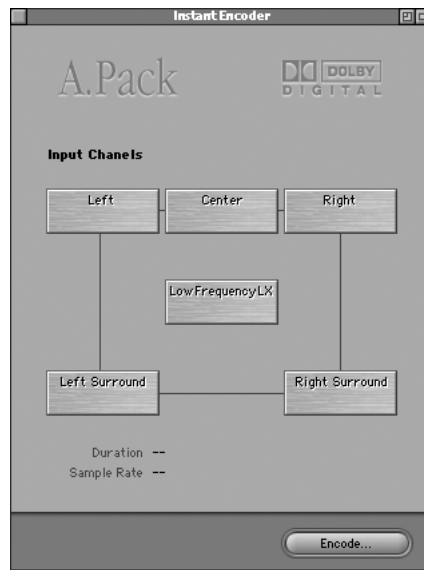 Instant Encoder
A.Pack
DOLBY
DIGITAL
Input Chanels
Left Center Right
LowFrequencyLX
Left Surround Right Surround
Duration --
Sample Rate --
Encode...